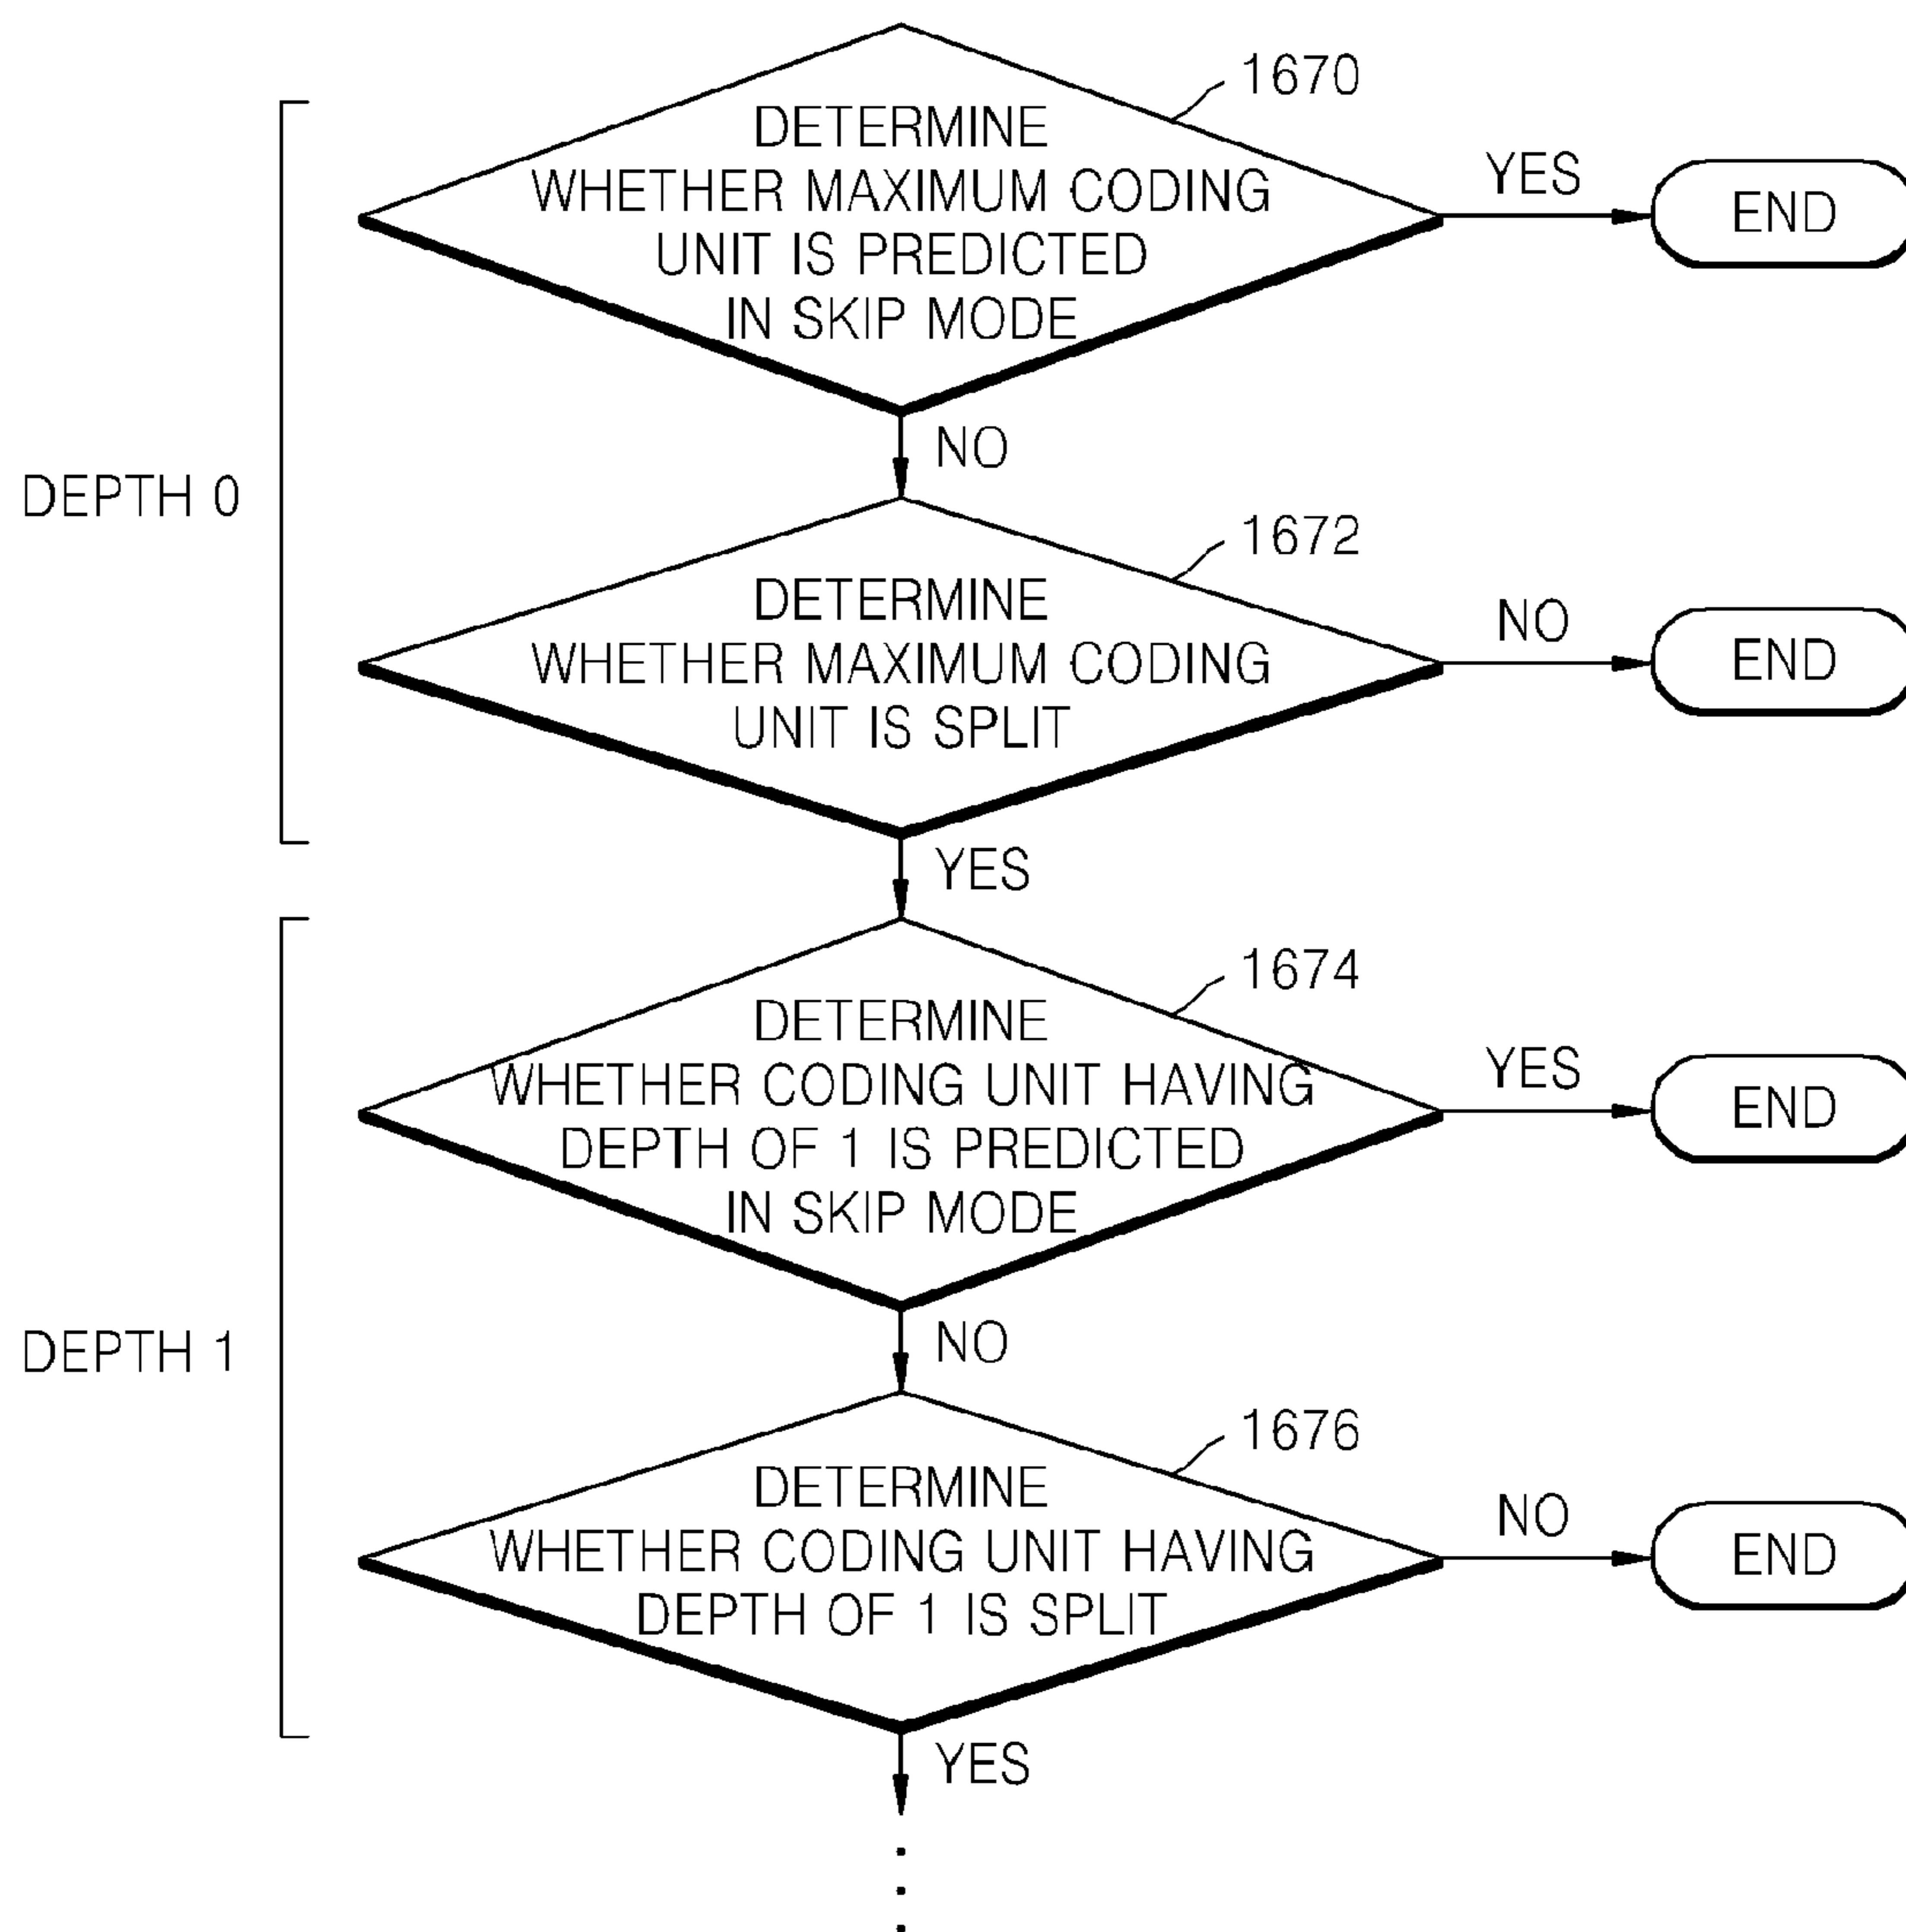 1670
DETERMINE
WHETHER MAXIMUM CODING
UNIT IS PREDICTED
IN SKIP MODE
YES
END
NO
DEPTH 0
1672
DETERMINE
WHETHER MAXIMUM CODING
UNIT IS SPLIT
NO
END
YES
1674
DETERMINE
WHETHER CODING UNIT HAVING
DEPTH OF 1 IS PREDICTED
IN SKIP MODE
YES
END
NO
DEPTH 1
1676
DETERMINE
WHETHER CODING UNIT HAVING
DEPTH OF 1 IS SPLIT
NO
END
YES